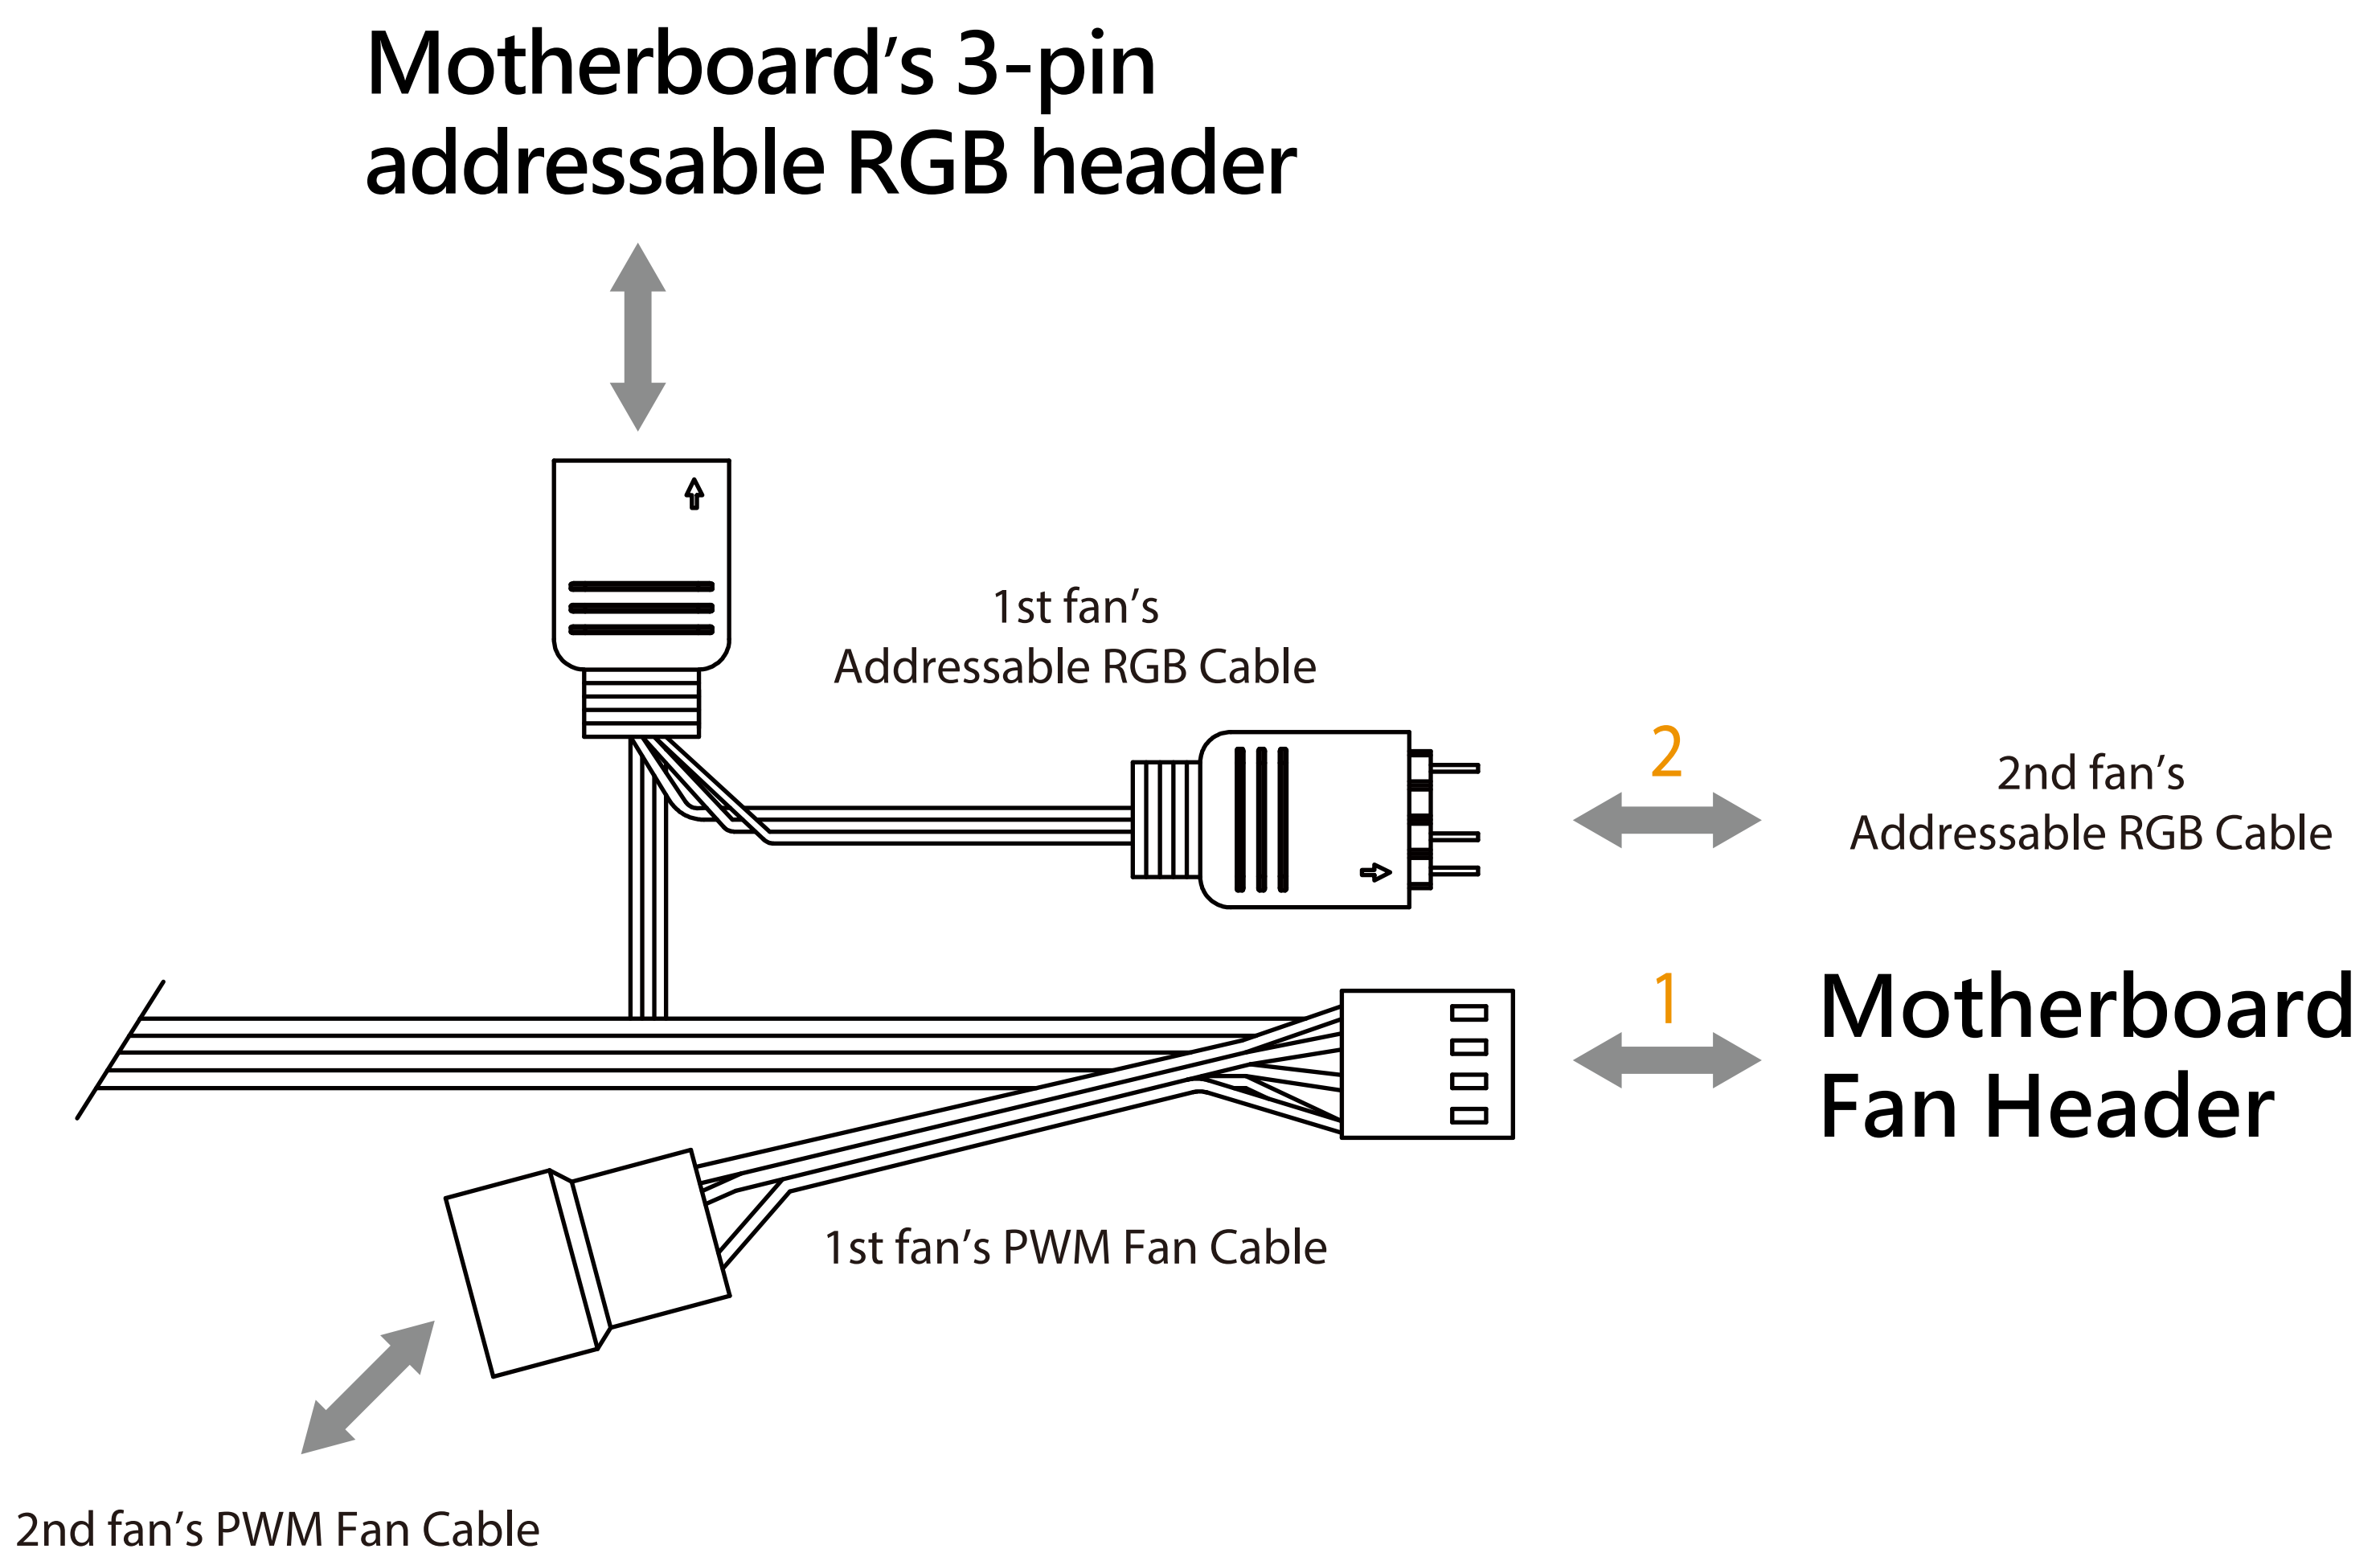 Motherboard's 3-pin
addressable RGB header
1st fan's
Addressable RGB Cable
2
2nd fan's
Addressable RGB Cable
1
Motherboard
Fan Header
1st fan's PWM Fan Cable
2nd fan's PWM Fan Cable